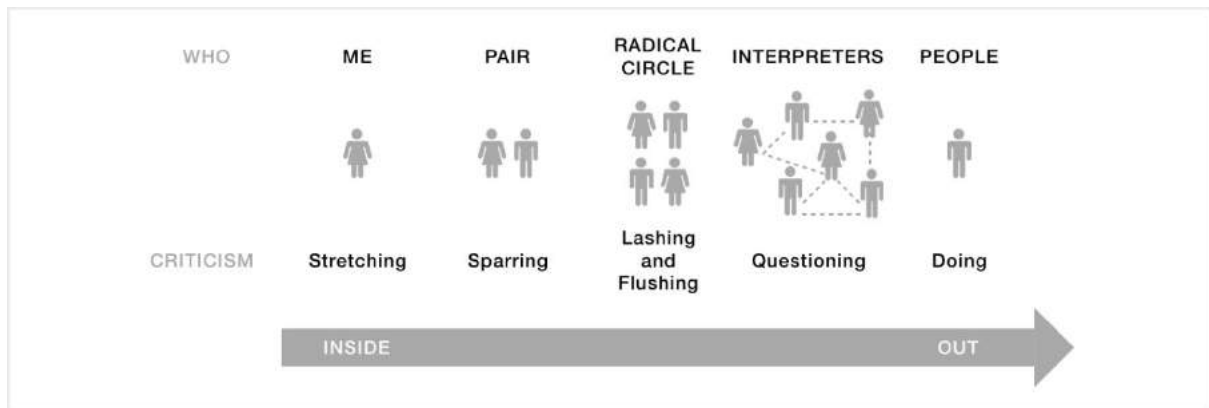 WHO ME PAIR RADICAL CIRCLE INTERPRETERS PEOPLE
CRITICISM Stretching Sparring Lashing and Flushing Questioning Doing
INSIDE OUT